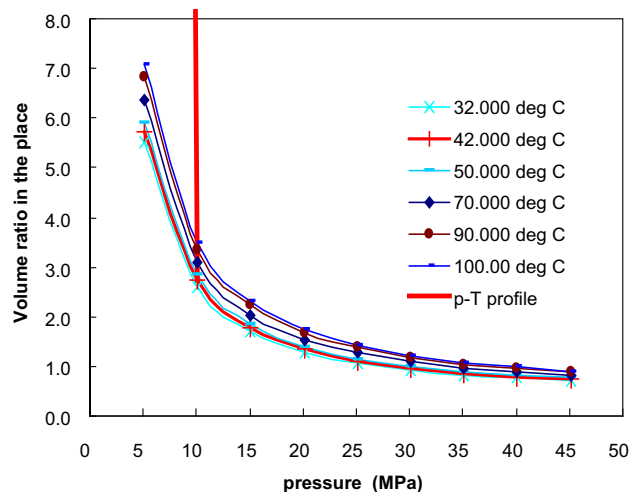 8.0
7.0
6.0
5.0
4.0
3.0
2.0
1.0
0.0
Volume ratio in the place
32.000 deg C
42.000 deg C
50.000 deg C
70.000 deg C
90.000 deg C
100.00 deg C
p-T profile
0 5 10 15 20 25 30 35 40 45 50
pressure (MPa)